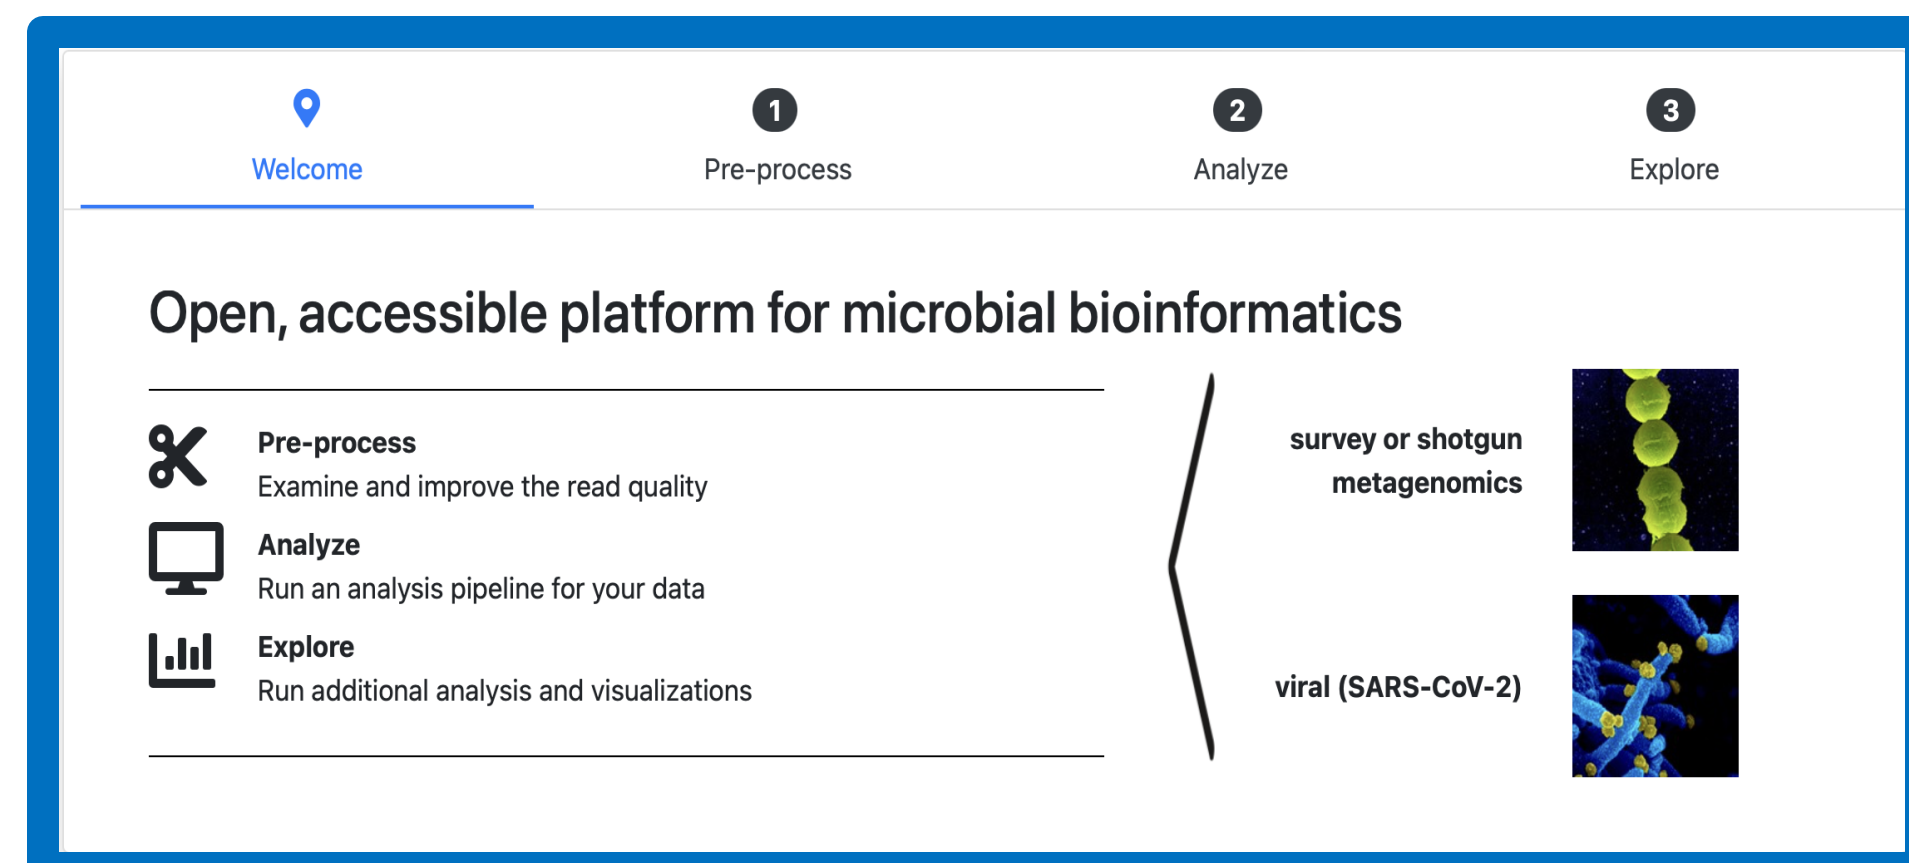 Welcome
1
Pre-process
2
Analyze
3
Explore
Open, accessible platform for microbial bioinformatics
Pre-process
Examine and improve the read quality
Analyze
Run an analysis pipeline for your data
Explore
Run additional analysis and visualizations
survey or shotgun
metagenomics
viral (SARS-CoV-2)